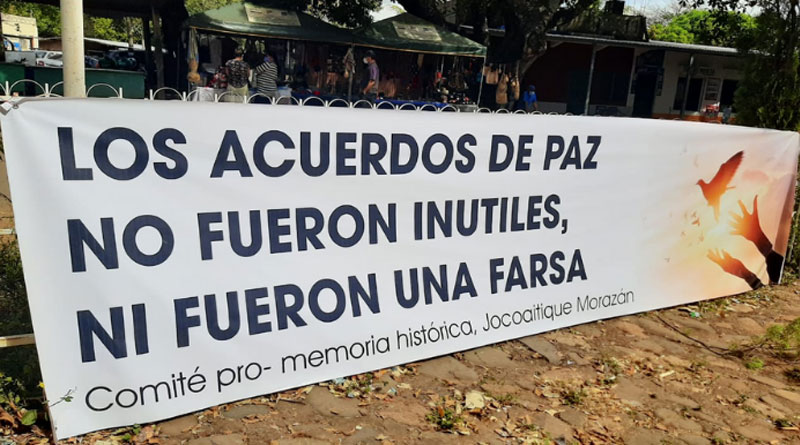 LOS ACUERDOS DE PAZ
NO FUERON INUTILES,
NI FUERON UNA FARSA
Comité pro- memoria histórica, Jocoaitique Morazán